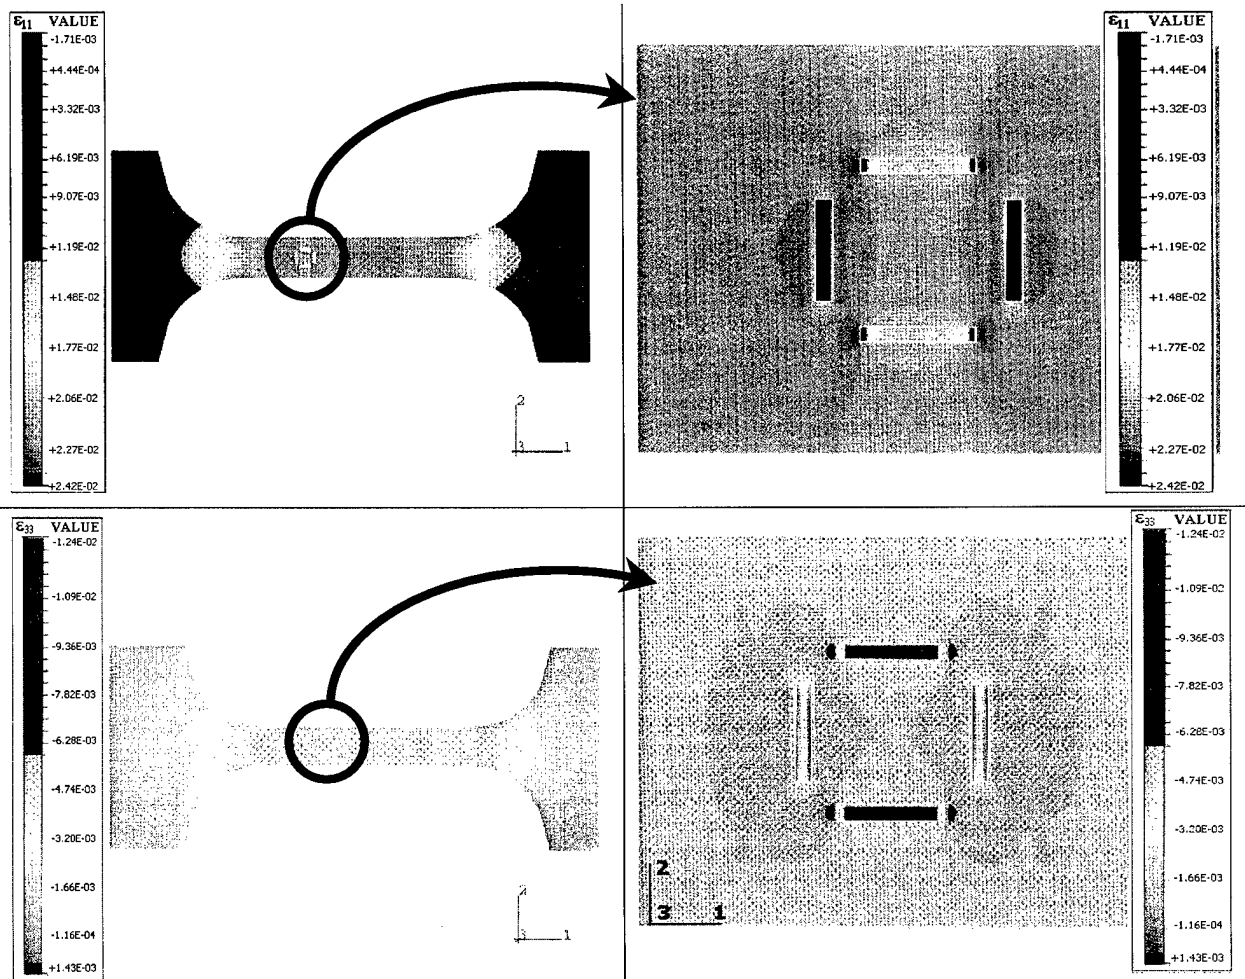 ε11 VALUE
-1.71E-03
+4.44E-04
+3.32E-03
+6.19E-03
+9.07E-03
+1.19E-02
+1.48E-02
+1.77E-02
+2.06E-02
+2.27E-02
+2.42E-02
2
3 1
ε11 VALUE
-1.71E-03
+4.44E-04
+3.32E-03
+6.19E-03
+9.07E-03
+1.19E-02
+1.48E-02
+1.77E-02
+2.06E-02
+2.27E-02
+2.42E-02
ε33 VALUE
-1.24E-02
-1.09E-02
-9.36E-03
-7.82E-03
-6.28E-03
-4.74E-03
-3.20E-03
-1.66E-03
-1.16E-04
+1.43E-03
2
3 1
2
3 1
ε33 VALUE
-1.24E-02
-1.09E-02
-9.36E-03
-7.82E-03
-6.28E-03
-4.74E-03
-3.20E-03
-1.66E-03
-1.16E-04
+1.43E-03